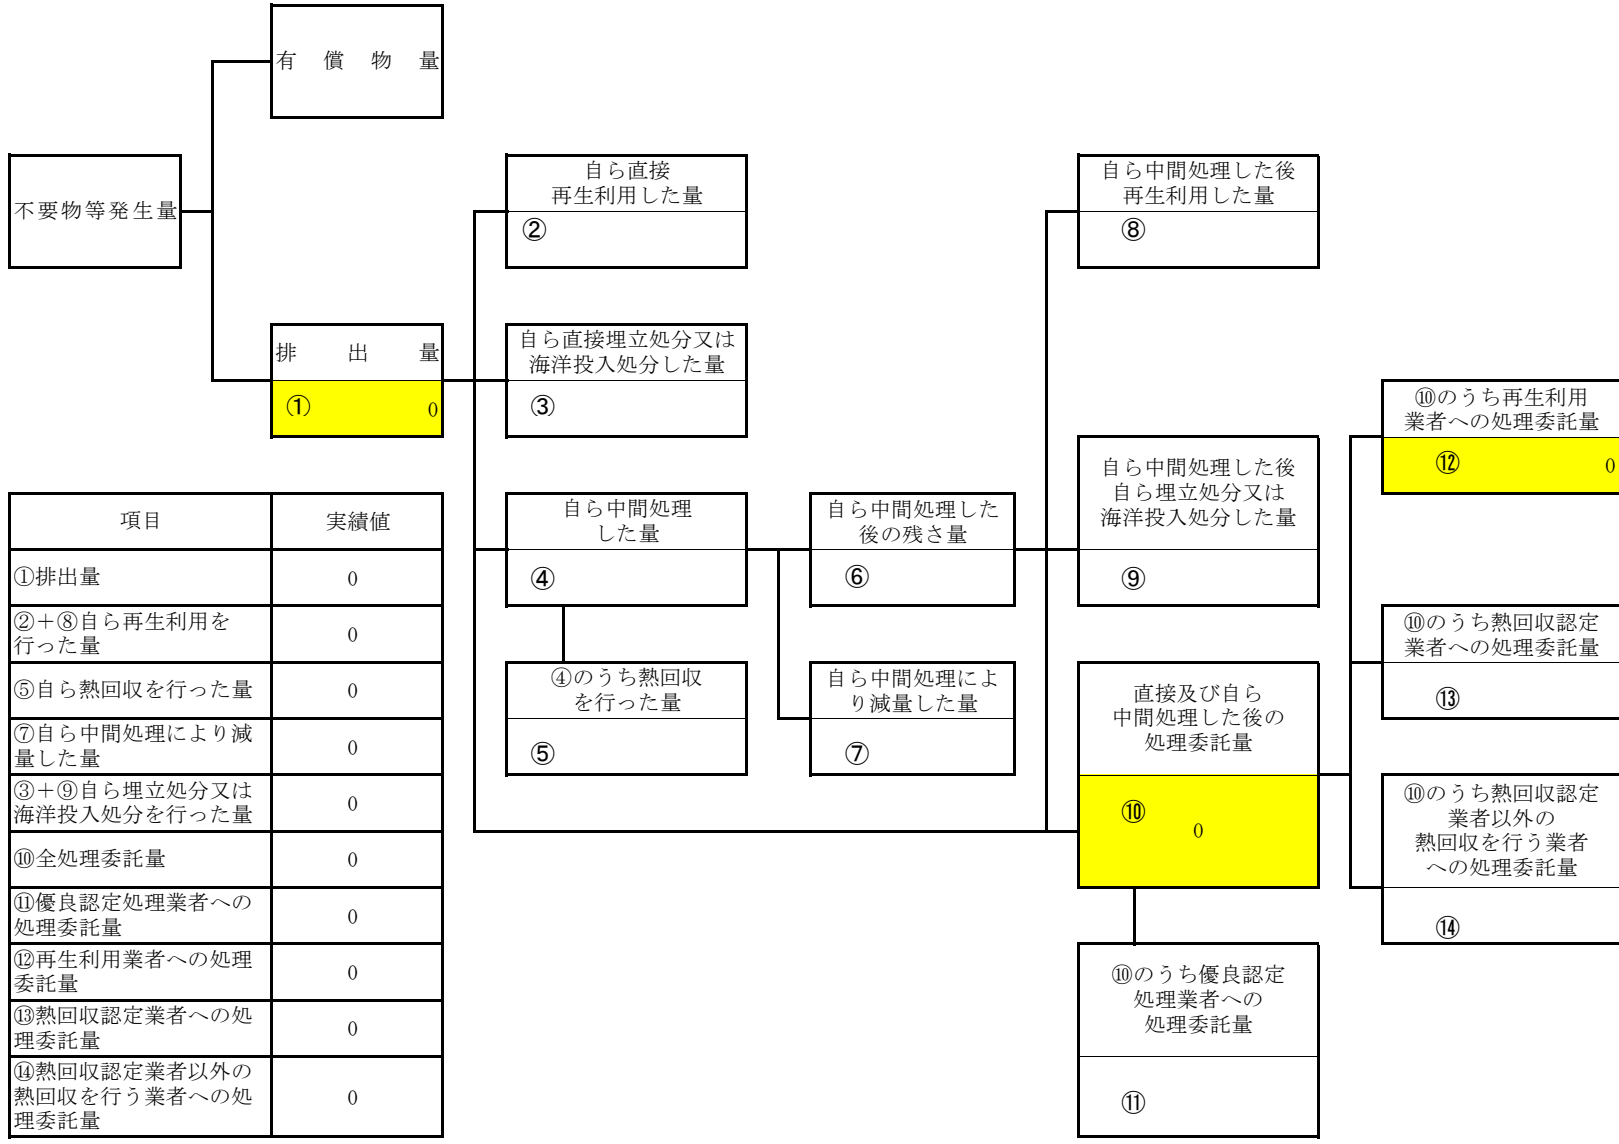 有償物量
不要物等発生量
排出量
① 0
自ら直接
再生利用した量
②
自ら直接埋立処分又は
海洋投入処分した量
③
自ら中間処理
した量
④
④のうち熱回収
を行った量
⑤
自ら中間処理した
後の残さ量
⑥
自ら中間処理によ
り減量した量
⑦
自ら中間処理した後
再生利用した量
⑧
自ら中間処理した後
自ら埋立処分又は
海洋投入処分した量
⑨
直接及び自ら
中間処理した後の
処理委託量
⑩
0
⑩のうち優良認定
処理業者への
処理委託量
⑪
⑩のうち再生利用
業者への処理委託量
⑫ 0
⑩のうち熱回収認定
業者への処理委託量
⑬
⑩のうち熱回収認定
業者以外の
熱回収を行う業者
への処理委託量
⑭
項目 実績値
①排出量 0
②＋⑧自ら再生利用を
行った量 0
⑤自ら熱回収を行った量 0
⑦自ら中間処理により減
量した量 0
③＋⑨自ら埋立処分又は
海洋投入処分を行った量 0
⑩全処理委託量 0
⑪優良認定処理業者への
処理委託量 0
⑫再生利用業者への処理
委託量 0
⑬熱回収認定業者への処
理委託量 0
⑭熱回収認定業者以外の
熱回収を行う業者への処 0
理委託量